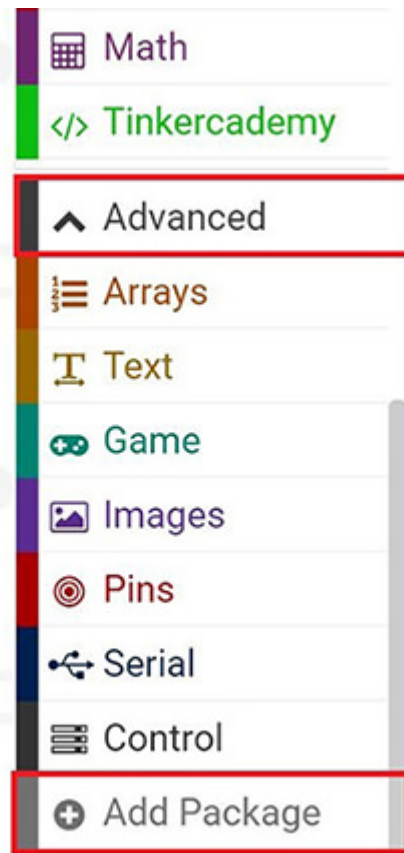 Math
</> Tinkercademy
Advanced
Arrays
Text
Game
Images
Pins
Serial
Control
Add Package